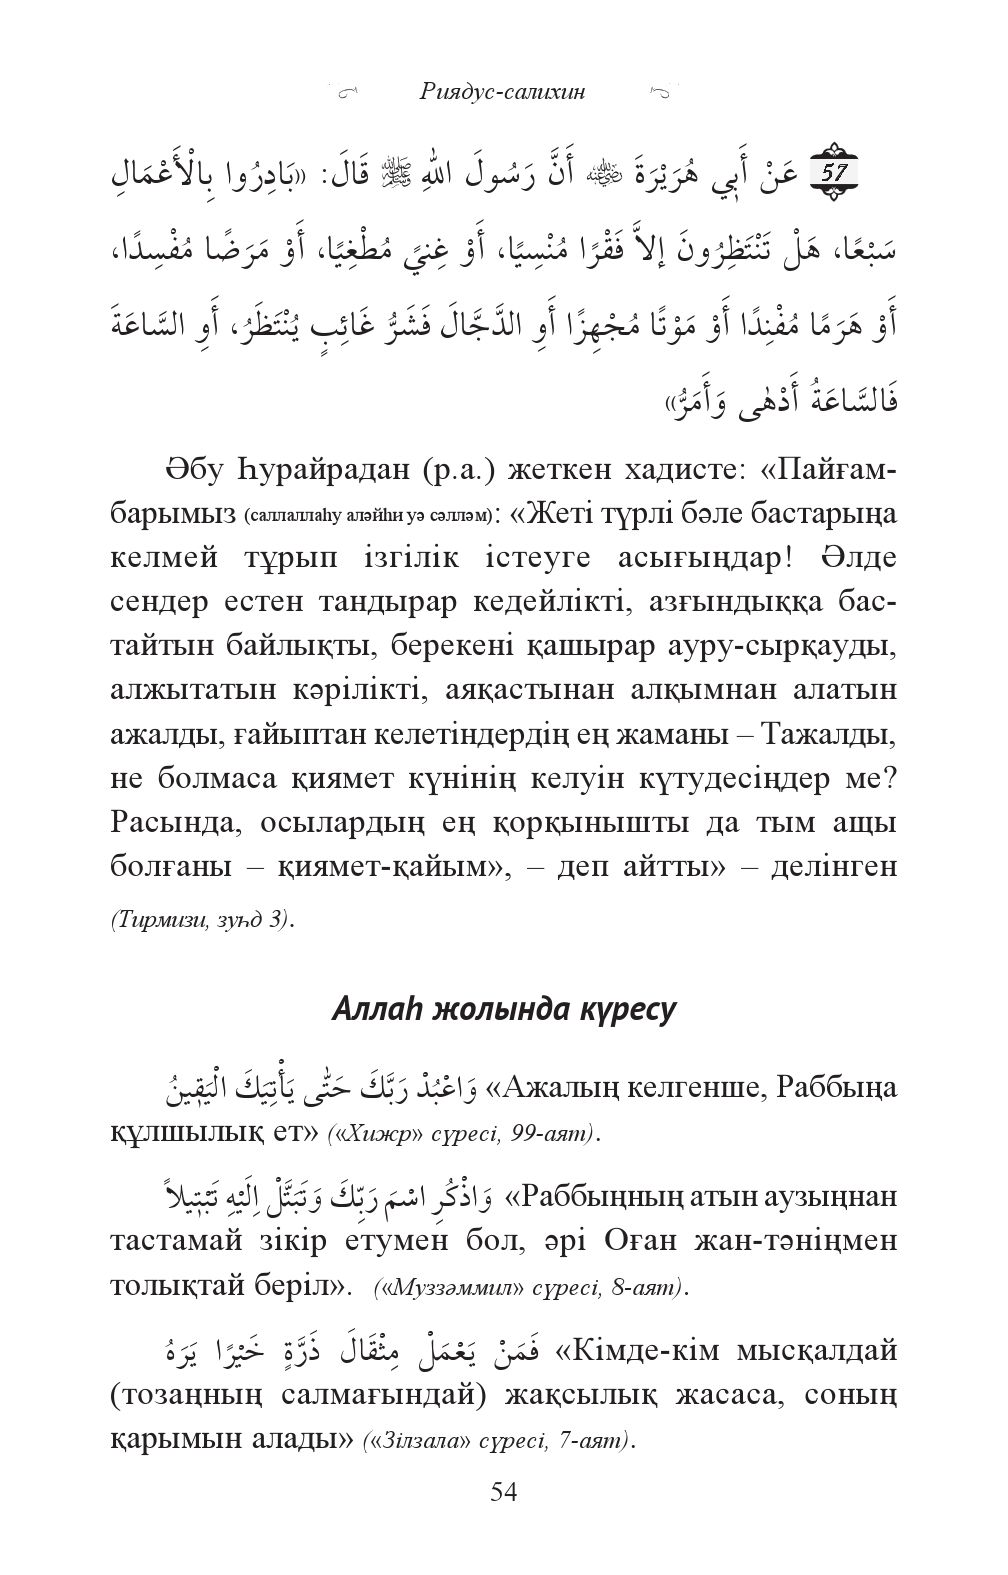 Риядус-салихин
57 عَنْ أَبِي هُرَيْرَةَ ﷺ أَنَّ رَسُولَ اللهِ ﷺ قَالَ: «بَادِرُوا بِالْأَعْمَالِ
سَبْعًا، هَلْ تَنْتَظِرُونَ إلاَّ فَقْرًا مُنْسِيًا، أَوْ غِنيً مُطْغِيًا، أَوْ مَرَضًا مُفْسِدًا،
أَوْ هَرَمًا مُفْنِدًا أَوْ مَوْتًا مُجْهِزًا أَوِ الدَّجَّالَ فَشَرُّ غَائِبٍ يُنْتَظَرُ، أَوِ السَّاعَةَ
فَالسَّاعَةُ أَدْهٰى وَأَمَرُّ»
Әбу Һурайрадан (р.а.) жеткен хадисте: «Пайғам-
барымыз (саллаллаһу аләйһи уә сәлләм): «Жеті түрлі бәле бастарыңа
келмей тұрып ізгілік істеуге асығыңдар! Әлде
сендер естен тандырар кедейлікті, азғындыққа бас-
тайтын байлықты, берекені қашырар ауру-сырқауды,
алжытатын кәрілікті, аяқастынан алқымнан алатын
ажалды, ғайыптан келетіндердің ең жаманы – Тажалды,
не болмаса қиямет күнінің келуін күтудесіңдер ме?
Расында, осылардың ең қорқынышты да тым ащы
болғаны – қиямет-қайым», – деп айтты» – делінген
(Тирмизи, зуһд 3).
Аллаһ жолында күресу
وَاعْبُدْ رَبَّكَ حَتّٰى يَأْتِيَكَ الْيَقِينُ «Ажалың келгенше, Раббыңа
құлшылық ет» («Хижр» сүресі, 99-аят).
وَاذْكُرِ اسْمَ رَبِّكَ وَتَبَتَّلْ اِلَيْهِ تَبْتِيلاً «Раббыңның атын аузыңнан
тастамай зікір етумен бол, әрі Оған жан-тәніңмен
толықтай беріл». («Муззәммил» сүресі, 8-аят).
فَمَنْ يَعْمَلْ مِثْقَالَ ذَرَّةٍ خَيْرًا يَرَهُ «Кімде-кім мысқалдай
(тозаңның салмағындай) жақсылық жасаса, соның
қарымын алады» («Зілзала» сүресі, 7-аят).
54